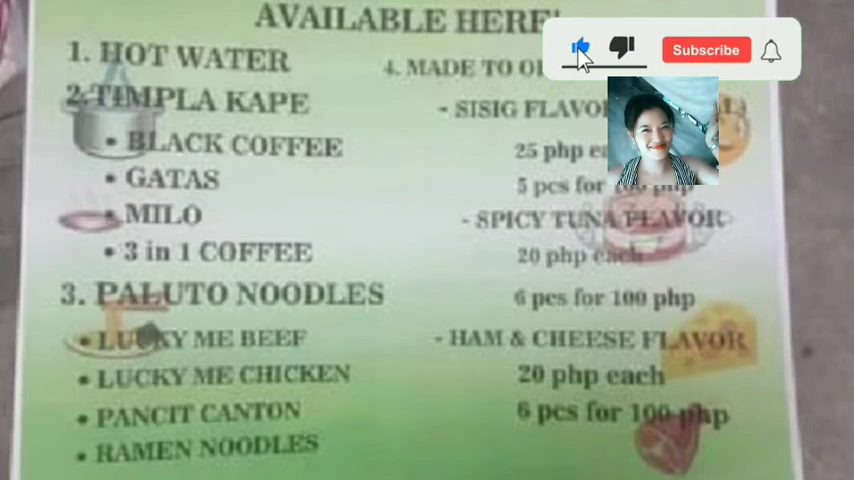 AVAILABLE HERE!
1. HOT WATER
2. TIMPLA KAPE
• BLACK COFFEE
• GATAS
• MILO
• 3 in 1 COFFEE
3. PALUTO NOODLES
• LUCKY ME BEEF
• LUCKY ME CHICKEN
• PANCIT CANTON
• RAMEN NOODLES
4. MADE TO
- SISIG
25 php
5 pcs for 100 php
- SPICY TUNA FLAVOR
20 php each
6 pcs for 100 php
- HAM & CHEESE FLAVOR
20 php each
6 pcs for 100 php
Subscribe